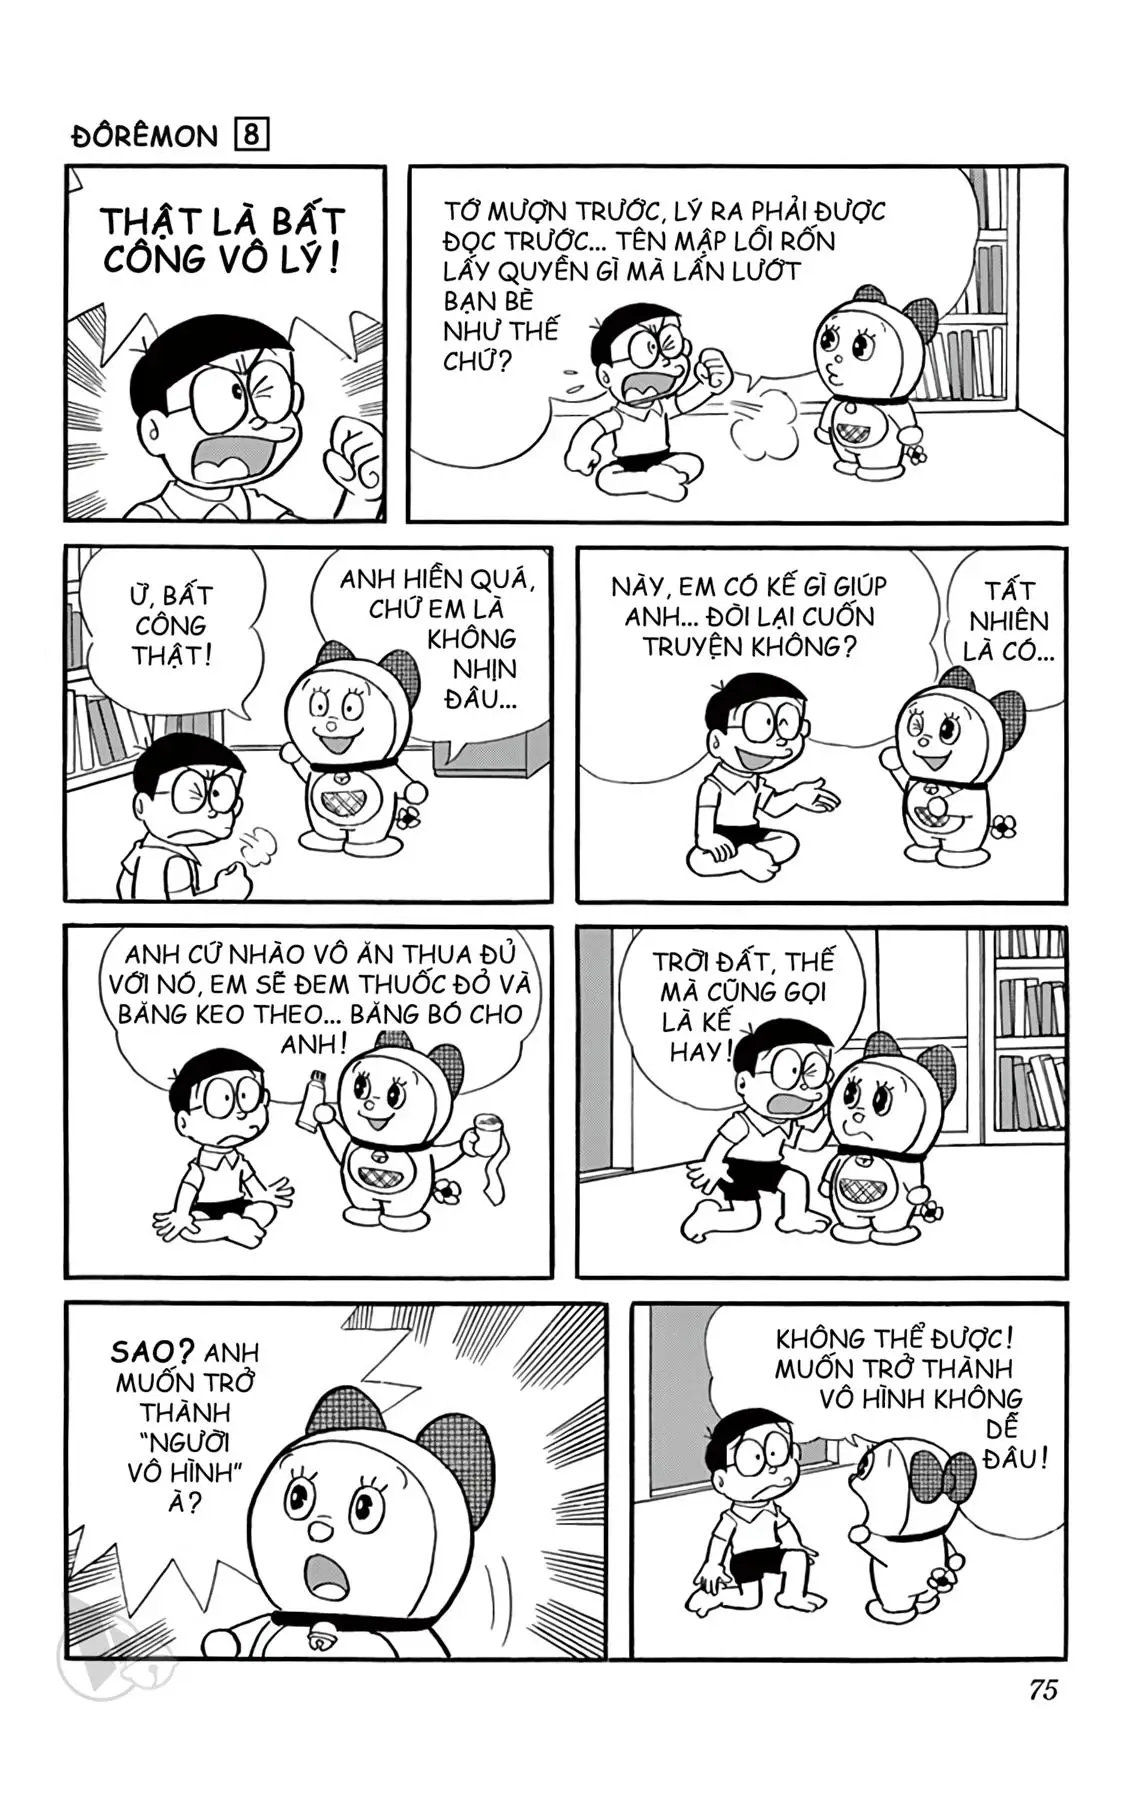 ĐÔRÊMON 8
THẬT LÀ BẤT
CÔNG VÔ LÝ!
TỚ MƯỢN TRƯỚC, LÝ RA PHẢI ĐƯỢC
ĐỌC TRƯỚC... TÊN MẬP LỒI RỐN
LẤY QUYỀN GÌ MÀ LẤN LƯỚT
BẠN BÈ
NHƯ THẾ
CHỨ?
Ừ, BẤT
CÔNG
THẬT!
ANH HIỀN QUÁ,
CHỨ EM LÀ
KHÔNG
NHỊN
ĐÂU...
NÀY, EM CÓ KẾ GÌ GIÚP
ANH... ĐÒI LẠI CUỐN
TRUYỆN KHÔNG?
TẤT
NHIÊN
LÀ CÓ...
ANH CỨ NHÀO VÔ ĂN THUA ĐỦ
VỚI NÓ, EM SẼ ĐEM THUỐC ĐỎ VÀ
BĂNG KEO THEO... BĂNG BÓ CHO
ANH!
TRỜI ĐẤT, THẾ
MÀ CŨNG GỌI
LÀ KẾ
HAY!
SAO? ANH
MUỐN TRỞ
THÀNH
"NGƯỜI
VÔ HÌNH"
À?
KHÔNG THỂ ĐƯỢC!
MUỐN TRỞ THÀNH
VÔ HÌNH KHÔNG
DỄ
ĐÂU!
75